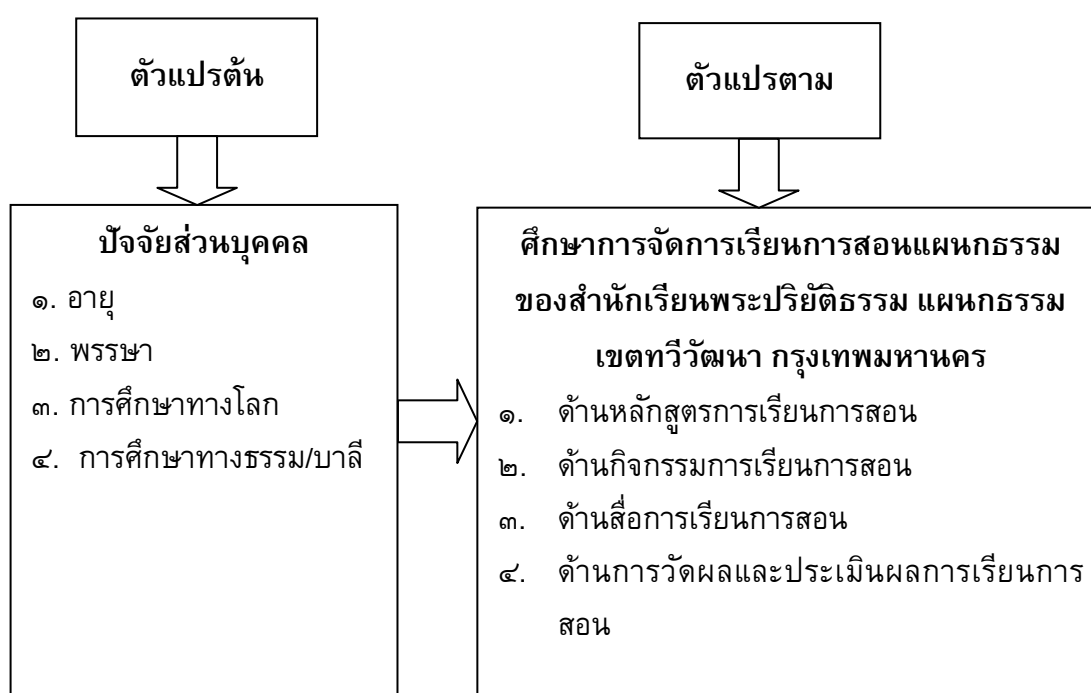 ตัวแปรต้น
ตัวแปรตาม
ปัจจัยส่วนบุคคล
๑. อายุ
๒. พรรษา
๓. การศึกษาทางโลก
๔. การศึกษาทางธรรม/บาลี
ศึกษาการจัดการเรียนการสอนแผนกธรรม
ของสำนักเรียนพระปริยัติธรรม แผนกธรรม
เขตทวีวัฒนา กรุงเทพมหานคร
๑. ด้านหลักสูตรการเรียนการสอน
๒. ด้านกิจกรรมการเรียนการสอน
๓. ด้านสื่อการเรียนการสอน
๔. ด้านการวัดผลและประเมินผลการเรียนการ
สอน